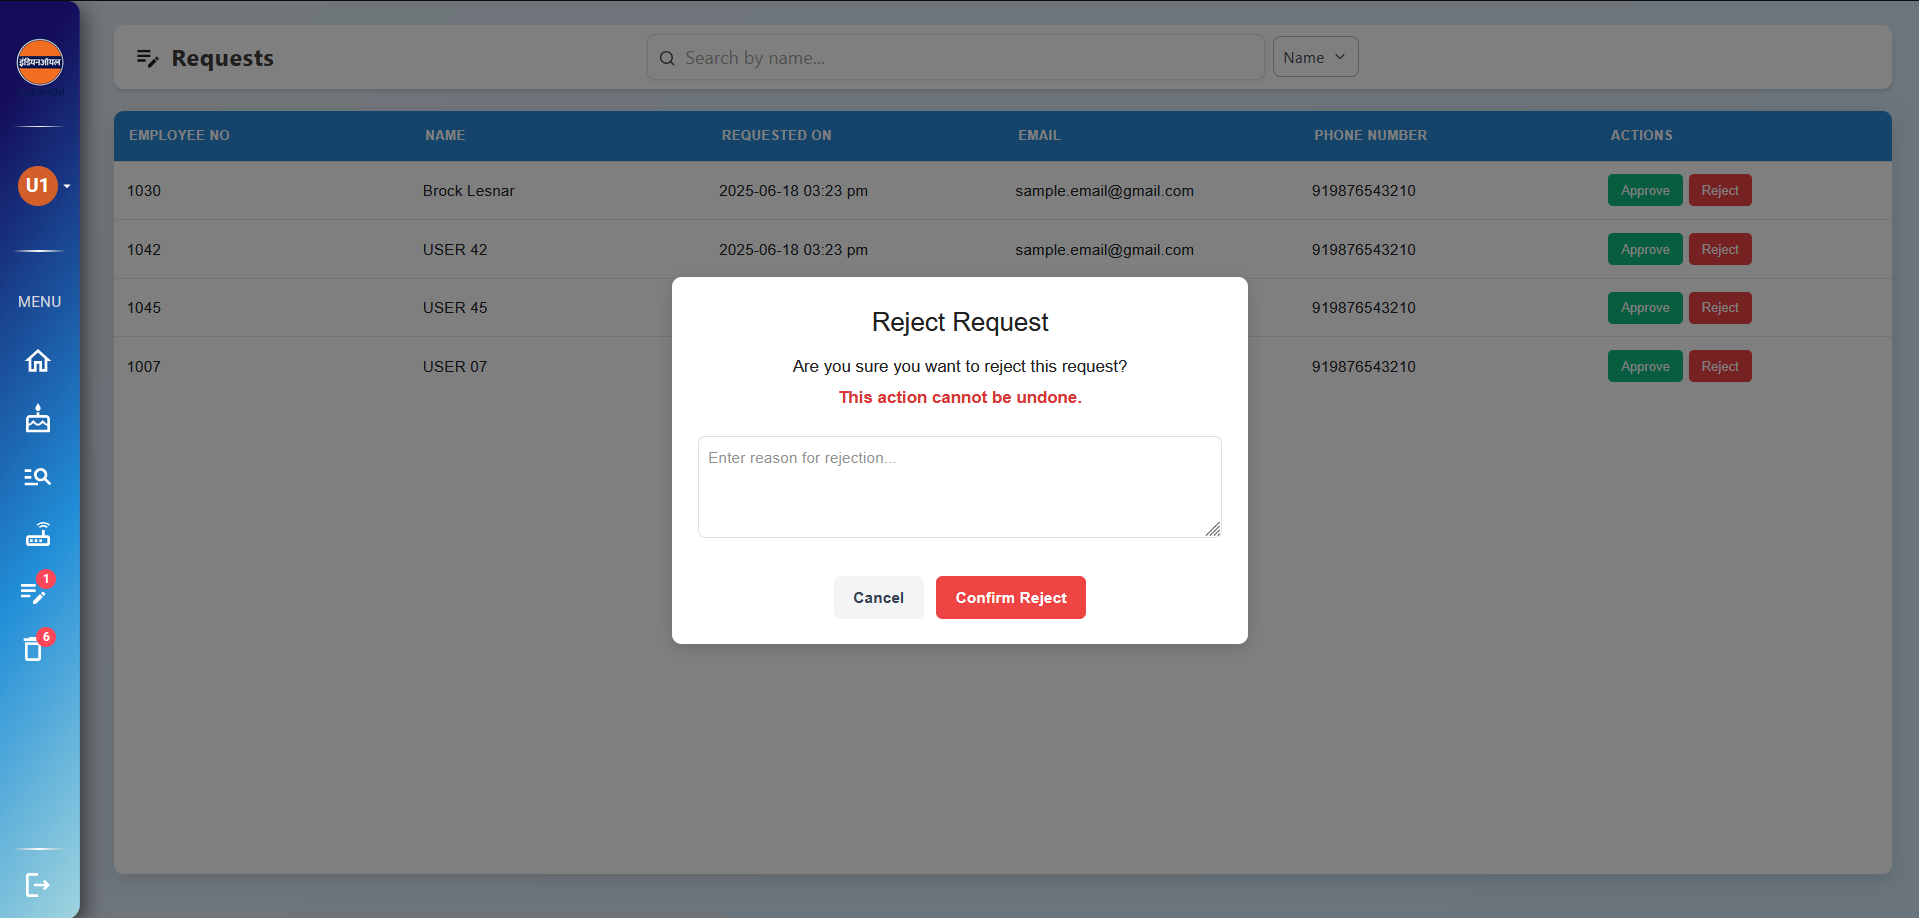 इंडियनऑयल
IndianOil
U1
MENU
1
6
Requests
Search by name...
Name
EMPLOYEE NO NAME REQUESTED ON EMAIL PHONE NUMBER ACTIONS
1030 Brock Lesnar 2025-06-18 03:23 pm sample.email@gmail.com 919876543210 Approve Reject
1042 USER 42 2025-06-18 03:23 pm sample.email@gmail.com 919876543210 Approve Reject
1045 USER 45 919876543210 Approve Reject
1007 USER 07 919876543210 Approve Reject
Reject Request
Are you sure you want to reject this request?
This action cannot be undone.
Enter reason for rejection...
Cancel Confirm Reject